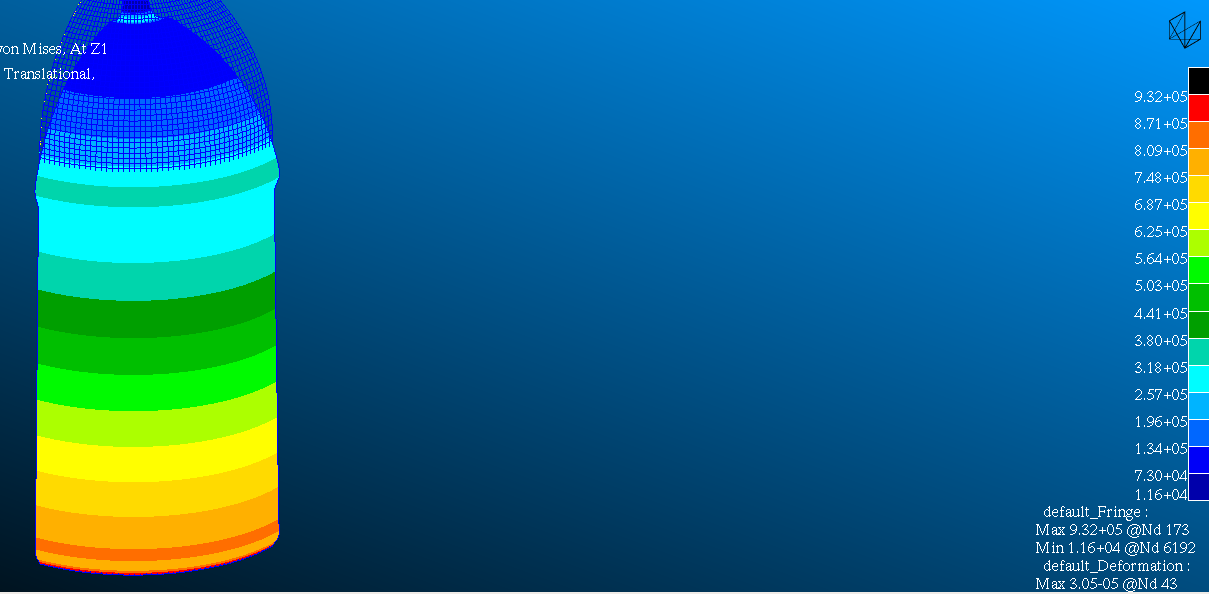 von Mises, At Z1
Translational,
9.32+05
8.71+05
8.09+05
7.48+05
6.87+05
6.25+05
5.64+05
5.03+05
4.41+05
3.80+05
3.18+05
2.57+05
1.96+05
1.34+05
7.30+04
1.16+04
default_Fringe :
Max 9.32+05 @Nd 173
Min 1.16+04 @Nd 6192
default_Deformation :
Max 3.05-05 @Nd 43